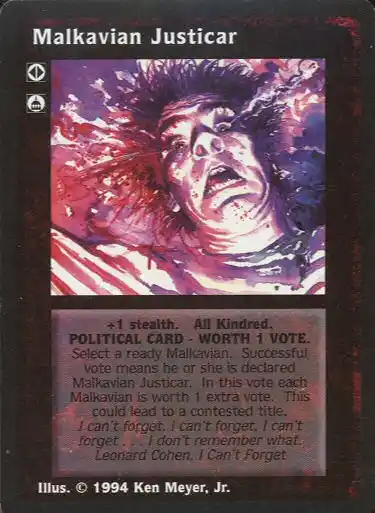 Malkavian Justicar
+1 stealth. All Kindred.
POLITICAL CARD - WORTH 1 VOTE.
Select a ready Malkavian. Successful
vote means he or she is declared
Malkavian Justicar. In this vote each
Malkavian is worth 1 extra vote. This
could lead to a contested title.
I can't forget, I can't forget, I can't
forget . . . I don't remember what.
Leonard Cohen, I Can't Forget
Illus. © 1994 Ken Meyer, Jr.